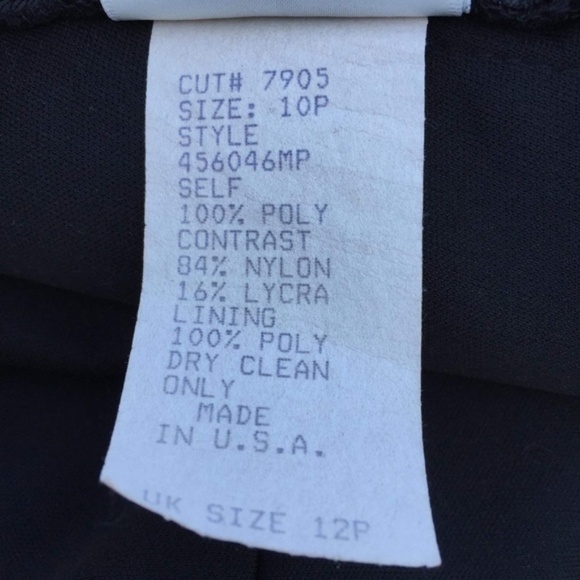 CUT# 7905
SIZE: 10P
STYLE
456046MP
SELF
100% POLY
CONTRAST
84% NYLON
16% LYCRA
LINING
100% POLY
DRY CLEAN
ONLY
MADE
IN U.S.A.
UK SIZE 12P